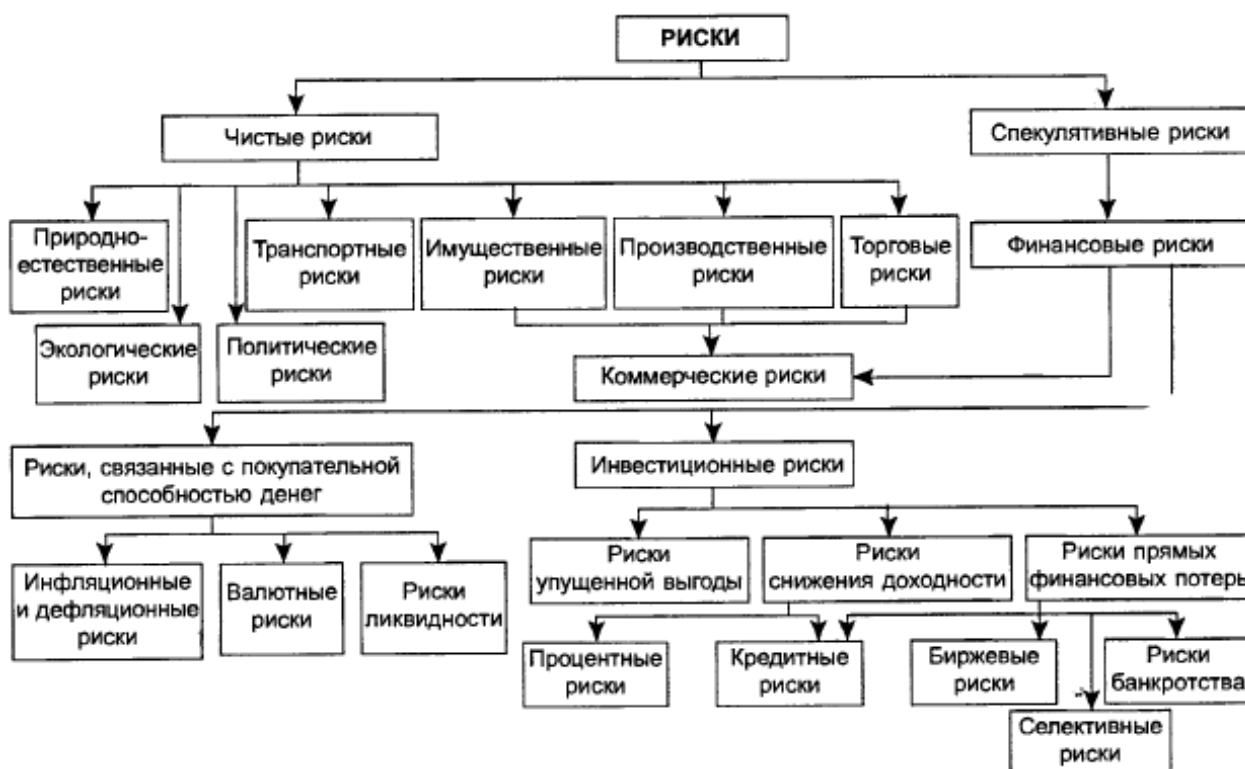 РИСКИ
Чистые риски
Спекулятивные риски
Природно-
естественные
риски
Транспортные
риски
Имущественные
риски
Производственные
риски
Торговые
риски
Финансовые риски
Экологические
риски
Политические
риски
Коммерческие риски
Риски, связанные с покупательной
способностью денег
Инвестиционные риски
Инфляционные
и дефляционные
риски
Валютные
риски
Риски
ликвидности
Риски
упущенной выгоды
Риски
снижения доходности
Риски прямых
финансовых потерь
Процентные
риски
Кредитные
риски
Биржевые
риски
Риски
банкротства
Селективные
риски